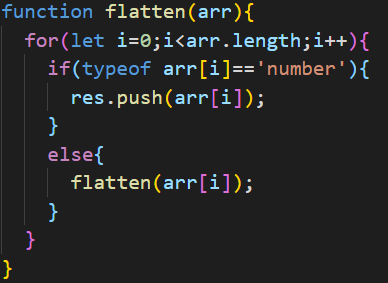 function flatten(arr){
  for(let i=0;i<arr.length;i++){
    if(typeof arr[i]=='number'){
      res.push(arr[i]);
    }
    else{
      flatten(arr[i]);
    }
  }
}